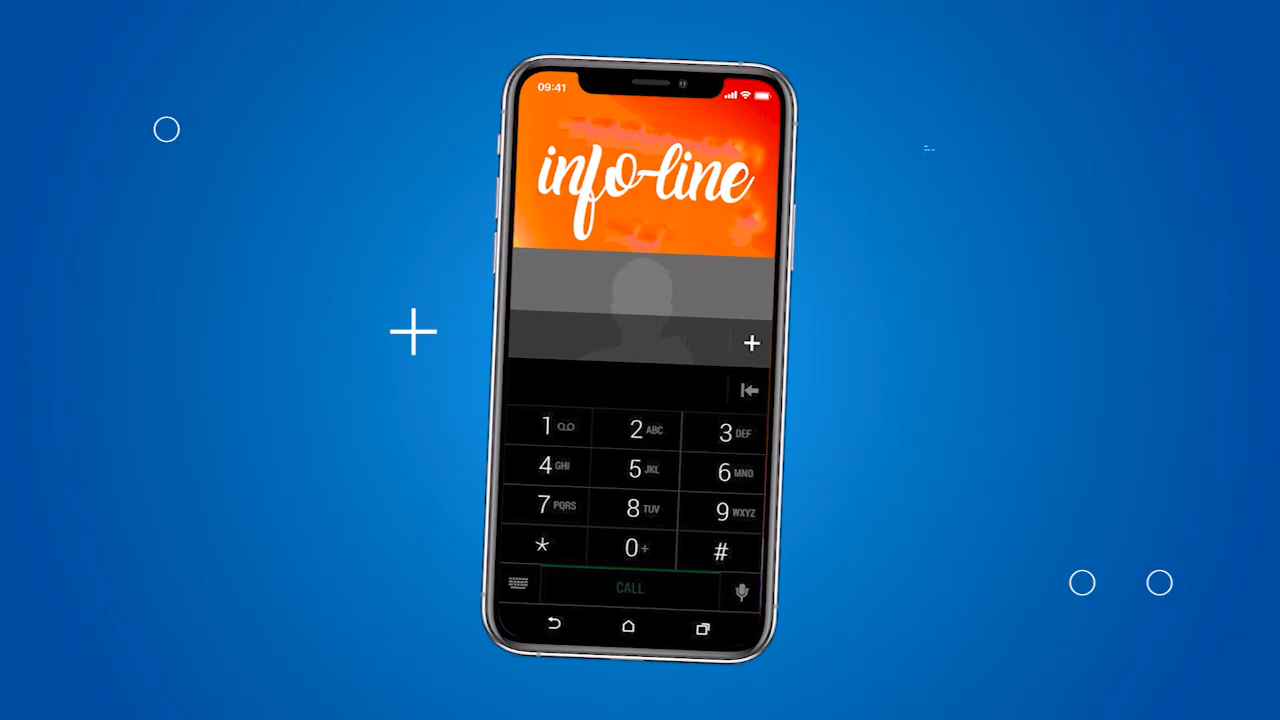 09:41
info-line
1 2 ABC 3 DEF
4 GHI 5 JKL 6 MNO
7 PQRS 8 TUV 9 WXYZ
* 0 + #
CALL